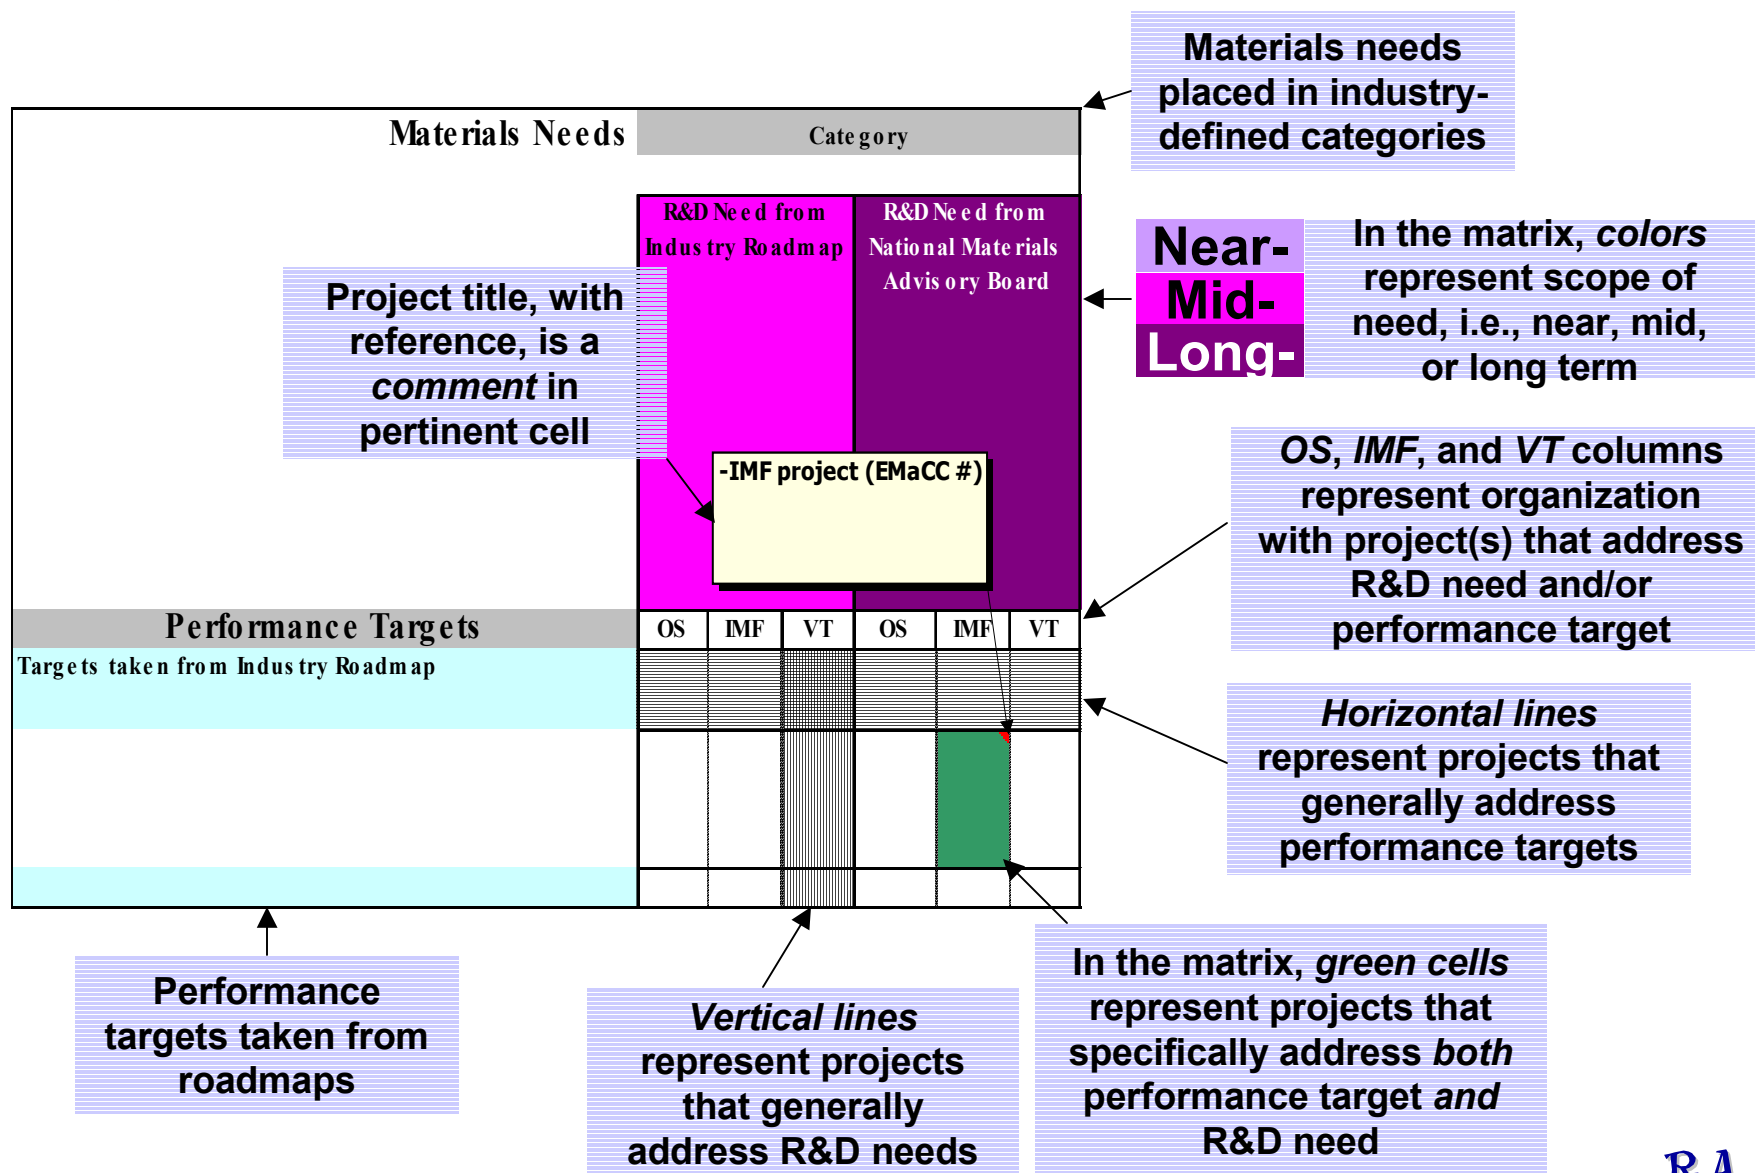 Materials needs
placed in industry-
defined categories
Materials Needs
Category
R&D Need from
Industry Roadmap
R&D Need from
National Materials
Advisory Board
Near-
Mid-
Long-
In the matrix, colors
represent scope of
need, i.e., near, mid,
or long term
Project title, with
reference, is a
comment in
pertinent cell
-IMF project (EMaCC #)
OS, IMF, and VT columns
represent organization
with project(s) that address
R&D need and/or
performance target
Performance Targets
OS IMF VT OS IMF VT
Targets taken from Industry Roadmap
Horizontal lines
represent projects that
generally address
performance targets
Performance
targets taken from
roadmaps
Vertical lines
represent projects
that generally
address R&D needs
In the matrix, green cells
represent projects that
specifically address both
performance target and
R&D need